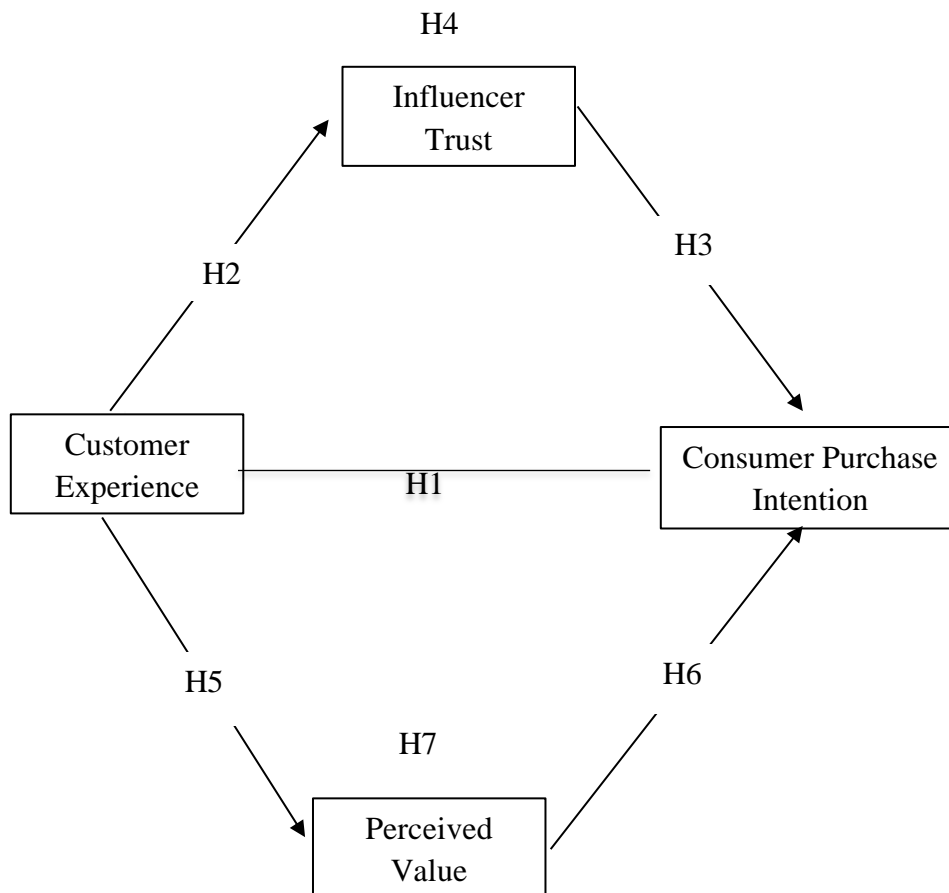 H4
Influencer
Trust
H3
H2
Customer
Experience
H1
Consumer Purchase
Intention
H5
H6
H7
Perceived
Value